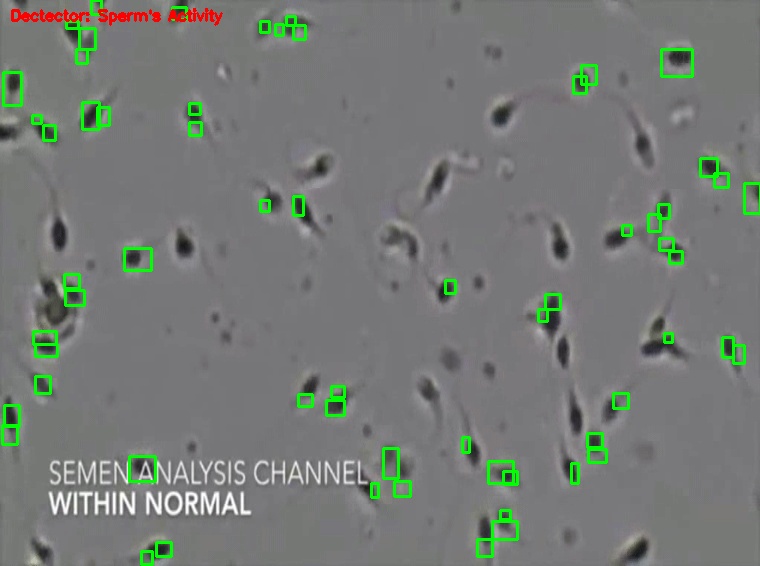 Dectector: Sperm's Activity
SEMEN ANALYSIS CHANNEL
WITHIN NORMAL